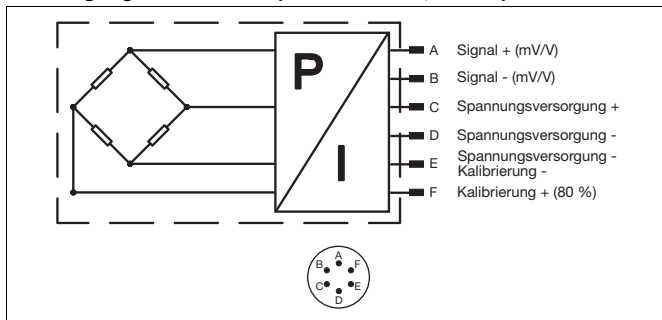 P
I
A Signal + (mV/V)
B Signal - (mV/V)
C Spannungsversorgung +
D Spannungsversorgung -
E Spannungsversorgung -
Kalibrierung -
F Kalibrierung + (80 %)
A
B F
C E
D